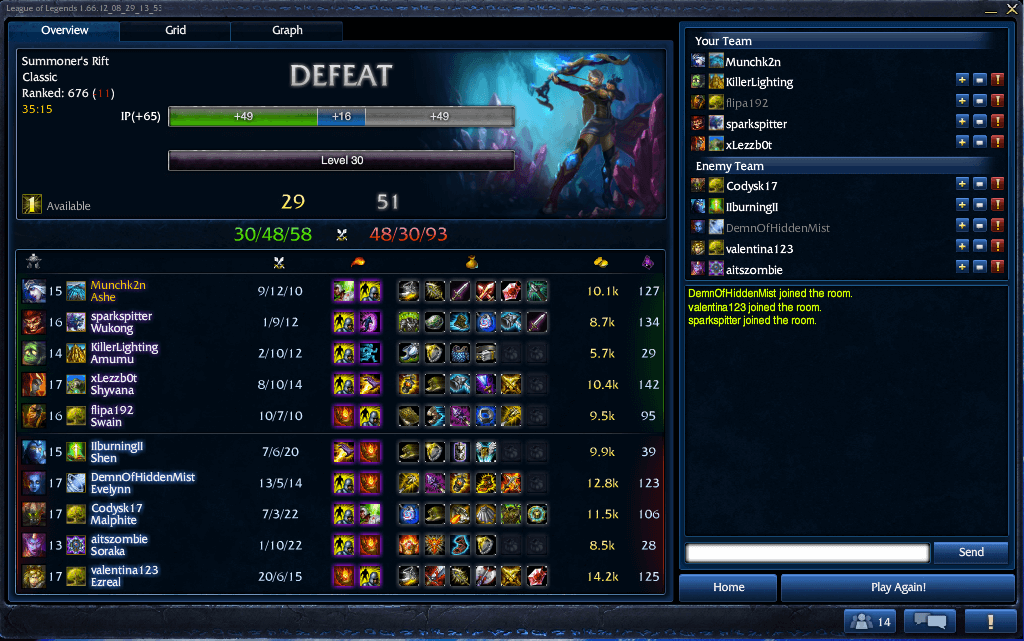 League of Legends 1.66.12_08_29_13_53
Overview
Grid
Graph
Summoner's Rift
Classic
Ranked: 676 (11)
35:15
DEFEAT
IP(+65)
+49
+16
+49
Level 30
Available
29
51
30/48/58
48/30/93
15 Munchk2n 9/12/10 10.1k 127
Ashe
16 sparkspitter 1/9/12 8.7k 134
Wukong
14 KillerLighting 2/10/12 5.7k 29
Amumu
17 xLezzb0t 8/10/14 10.4k 142
Shyvana
16 flipa192 10/7/10 9.5k 95
Swain
15 IIburningII 7/6/20 9.9k 39
Shen
17 DemnOfHiddenMist 13/5/14 12.8k 123
Evelynn
17 Codysk17 7/3/22 11.5k 106
Malphite
13 aitszombie 1/10/22 8.5k 28
Soraka
17 valentina123 20/6/15 14.2k 125
Ezreal
Your Team
Munchk2n
KillerLighting
flipa192
sparkspitter
xLezzb0t
Enemy Team
Codysk17
IIburningII
DemnOfHiddenMist
valentina123
aitszombie
DemnOfHiddenMist joined the room.
valentina123 joined the room.
sparkspitter joined the room.
Send
Home
Play Again!
14